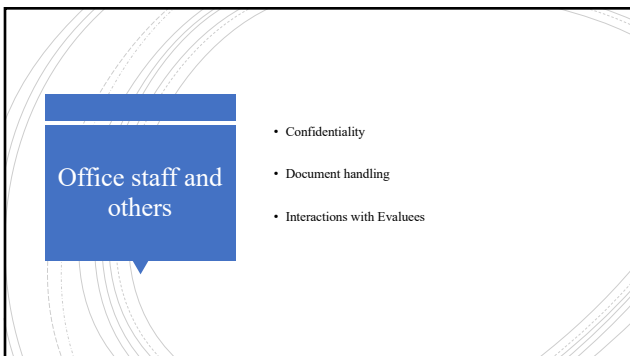 Office staff and
others
• Confidentiality
• Document handling
• Interactions with Evaluees